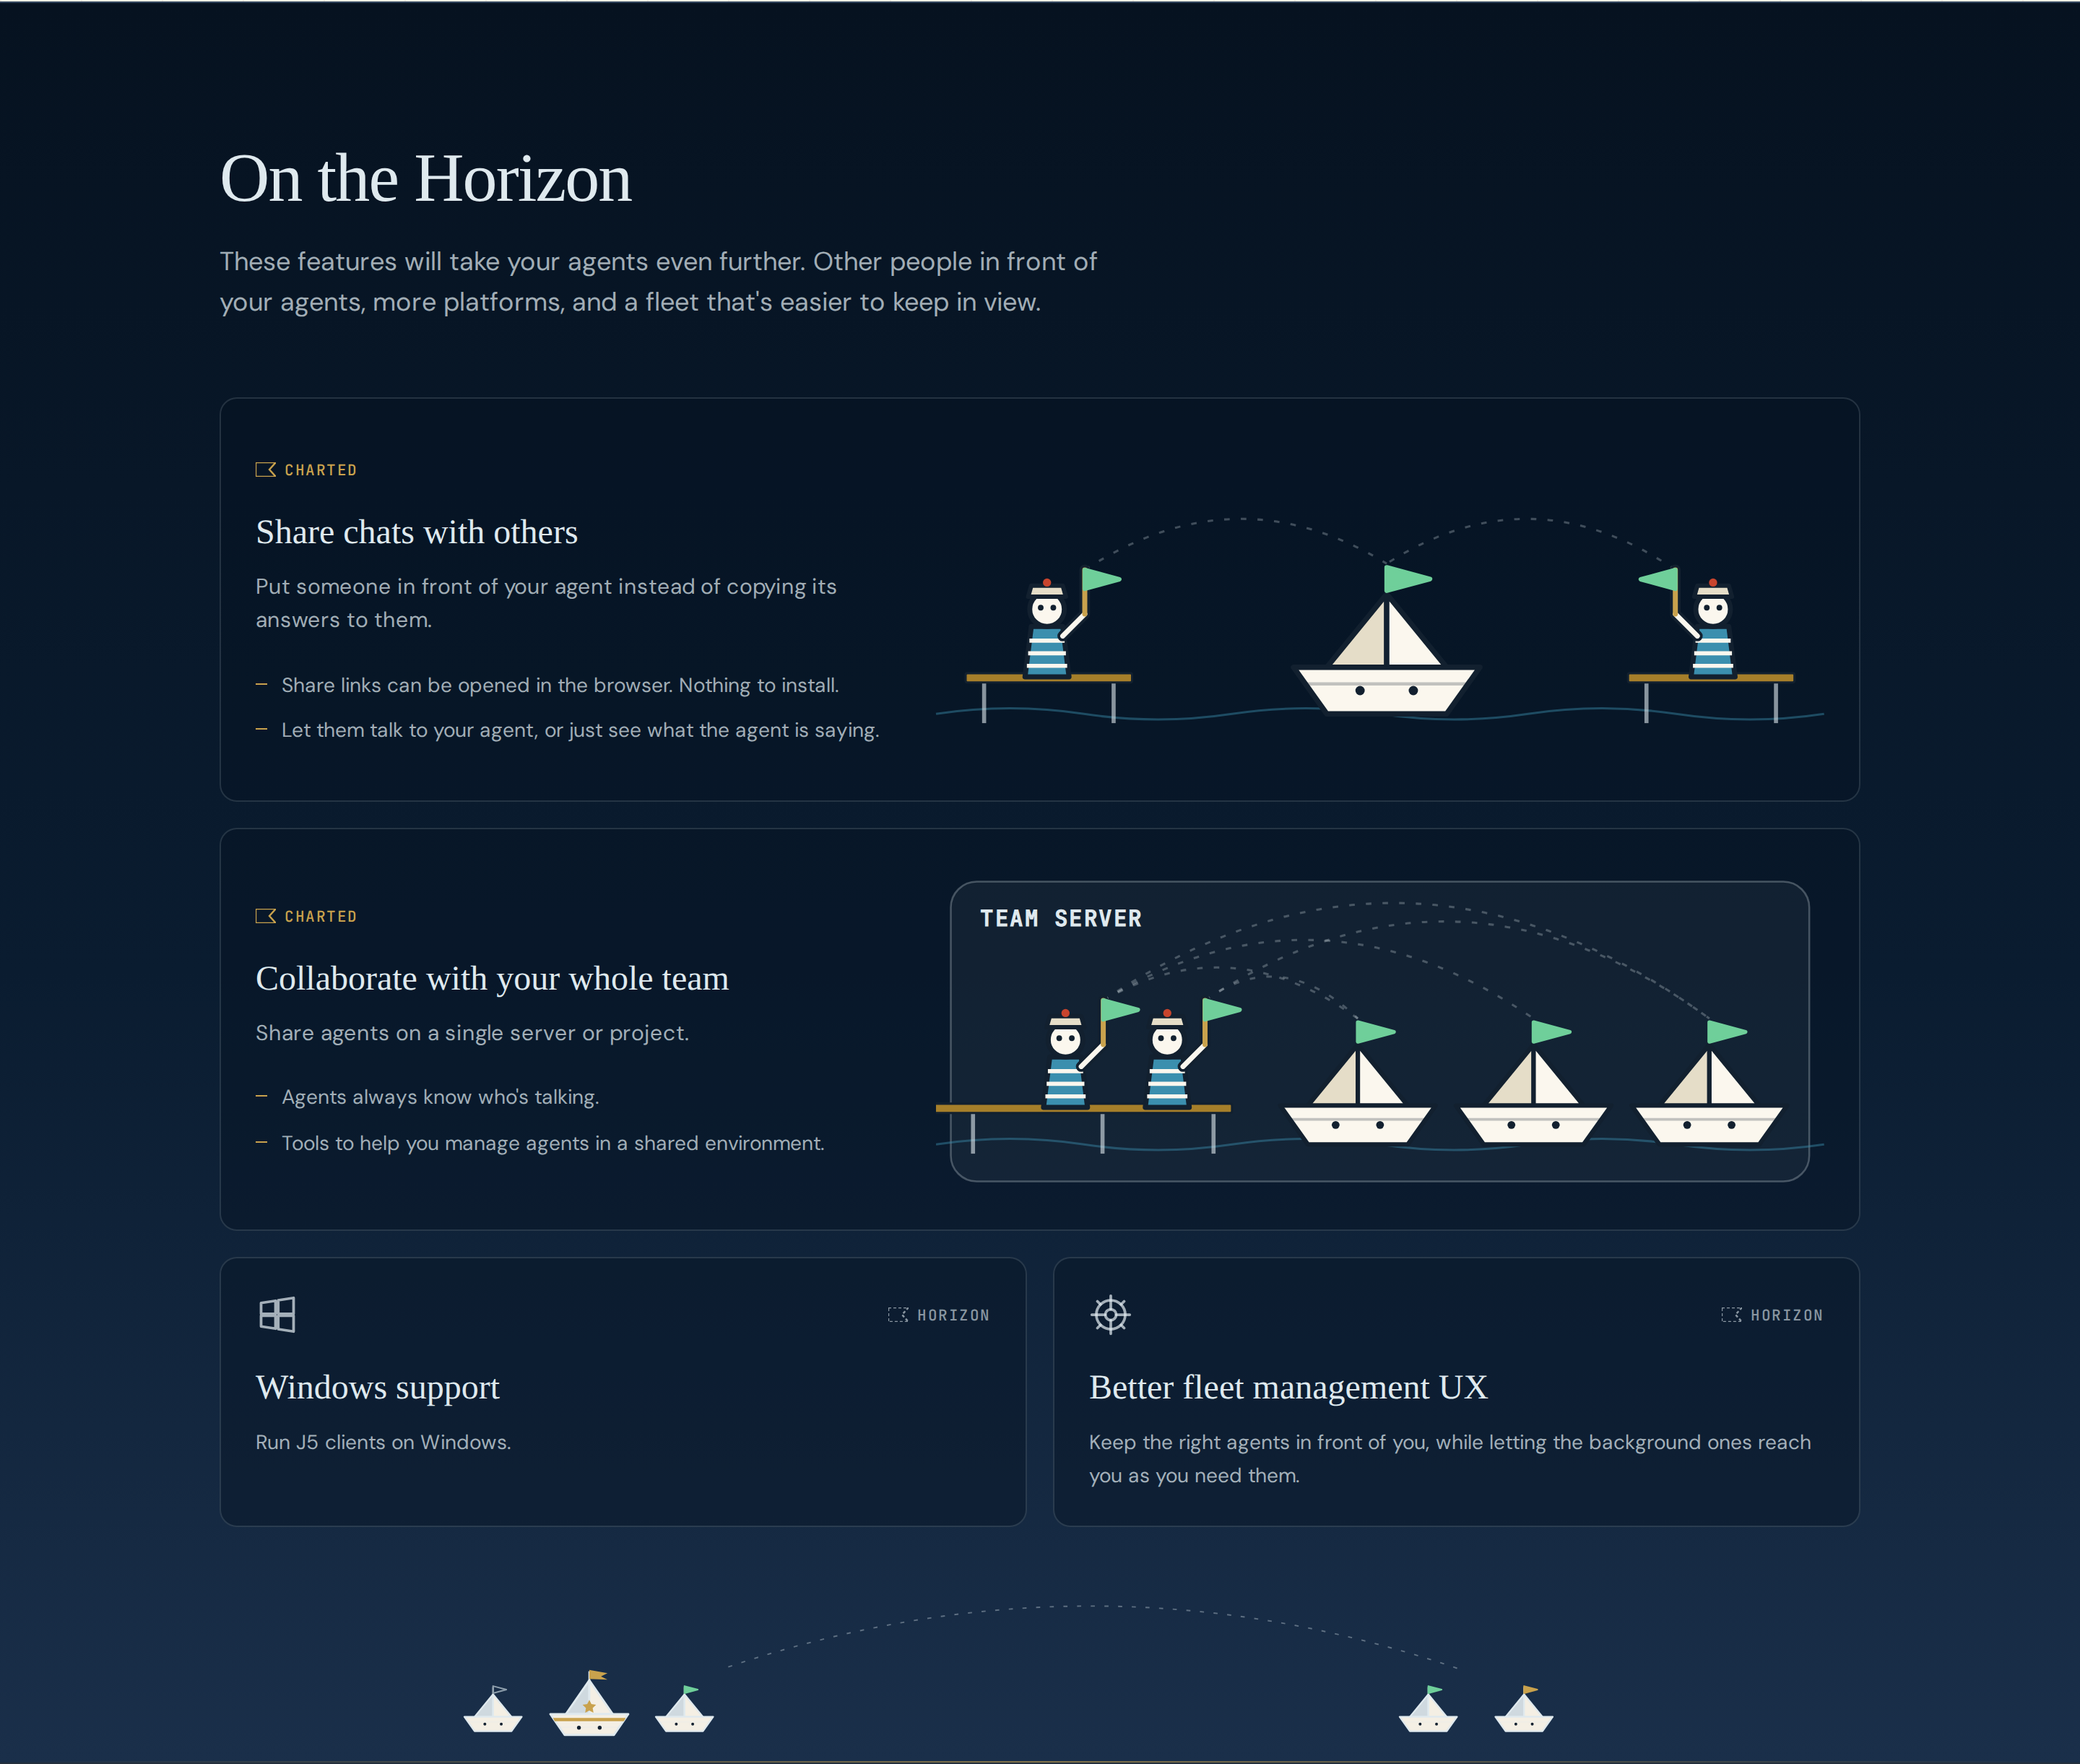 On the Horizon
These features will take your agents even further. Other people in front of
your agents, more platforms, and a fleet that's easier to keep in view.
CHARTED
Share chats with others
Put someone in front of your agent instead of copying its
answers to them.
Share links can be opened in the browser. Nothing to install.
Let them talk to your agent, or just see what the agent is saying.
CHARTED
Collaborate with your whole team
Share agents on a single server or project.
Agents always know who's talking.
Tools to help you manage agents in a shared environment.
TEAM SERVER
HORIZON
Windows support
Run J5 clients on Windows.
HORIZON
Better fleet management UX
Keep the right agents in front of you, while letting the background ones reach
you as you need them.